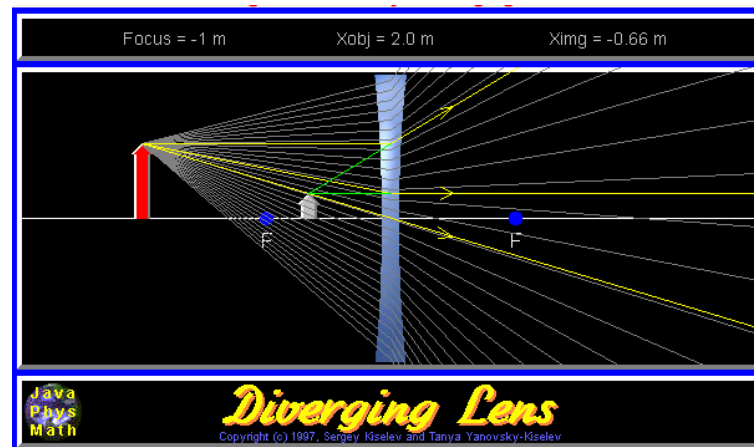 Focus = -1 m Xobj = 2.0 m Ximg = -0.66 m
F F
Java
Phys
Math
Diverging Lens
Copyright (c) 1997, Sergey Kiselev and Tanya Yanovsky-Kiselev